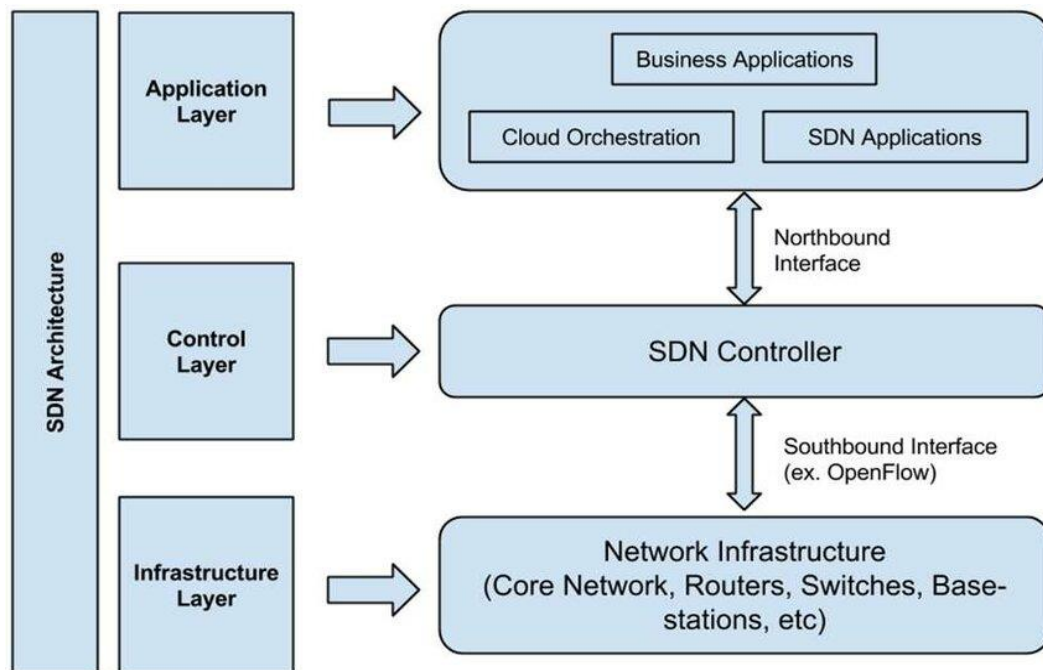 SDN Architecture
Application
Layer
Business Applications
Cloud Orchestration
SDN Applications
Northbound
Interface
Control
Layer
SDN Controller
Southbound Interface
(ex. OpenFlow)
Infrastructure
Layer
Network Infrastructure
(Core Network, Routers, Switches, Base-
stations, etc)